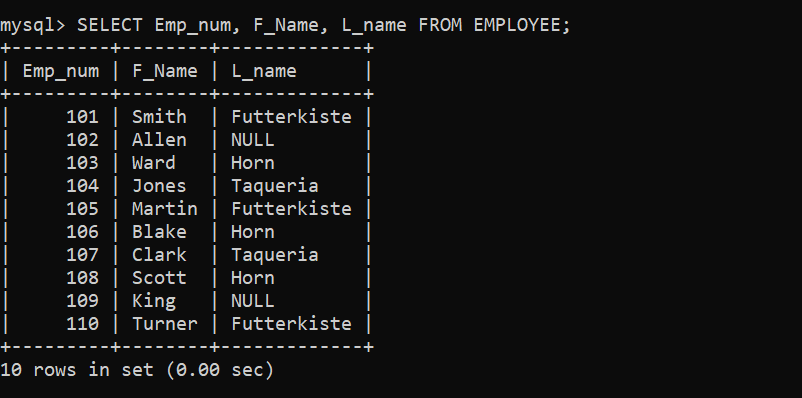 mysql> SELECT Emp_num, F_Name, L_name FROM EMPLOYEE;
+---------+--------+-------------+
| Emp_num | F_Name | L_name      |
+---------+--------+-------------+
|     101 | Smith  | Futterkiste |
|     102 | Allen  | NULL        |
|     103 | Ward   | Horn        |
|     104 | Jones  | Taqueria    |
|     105 | Martin | Futterkiste |
|     106 | Blake  | Horn        |
|     107 | Clark  | Taqueria    |
|     108 | Scott  | Horn        |
|     109 | King   | NULL        |
|     110 | Turner | Futterkiste |
+---------+--------+-------------+
10 rows in set (0.00 sec)